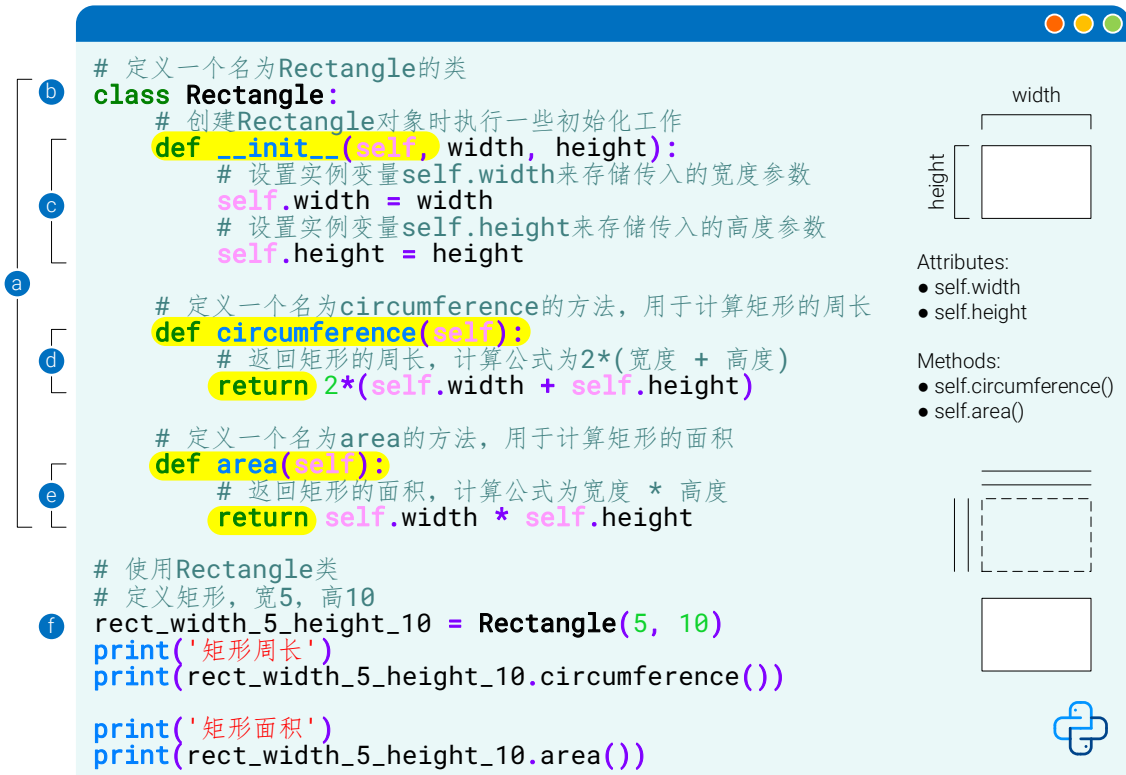 # 定义一个名为Rectangle的类
class Rectangle:
# 创建Rectangle对象时执行一些初始化工作
def __init__(self, width, height):
# 设置实例变量self.width来存储传入的宽度参数
self.width = width
# 设置实例变量self.height来存储传入的高度参数
self.height = height
# 定义一个名为circumference的方法，用于计算矩形的周长
def circumference(self):
# 返回矩形的周长，计算公式为2*(宽度 + 高度)
return 2*(self.width + self.height)
# 定义一个名为area的方法，用于计算矩形的面积
def area(self):
# 返回矩形的面积，计算公式为宽度 * 高度
return self.width * self.height
# 使用Rectangle类
# 定义矩形，宽5，高10
rect_width_5_height_10 = Rectangle(5, 10)
print('矩形周长')
print(rect_width_5_height_10.circumference())
print('矩形面积')
print(rect_width_5_height_10.area())
a
b
c
d
e
f
width
height
Attributes:
● self.width
● self.height
Methods:
● self.circumference()
● self.area()